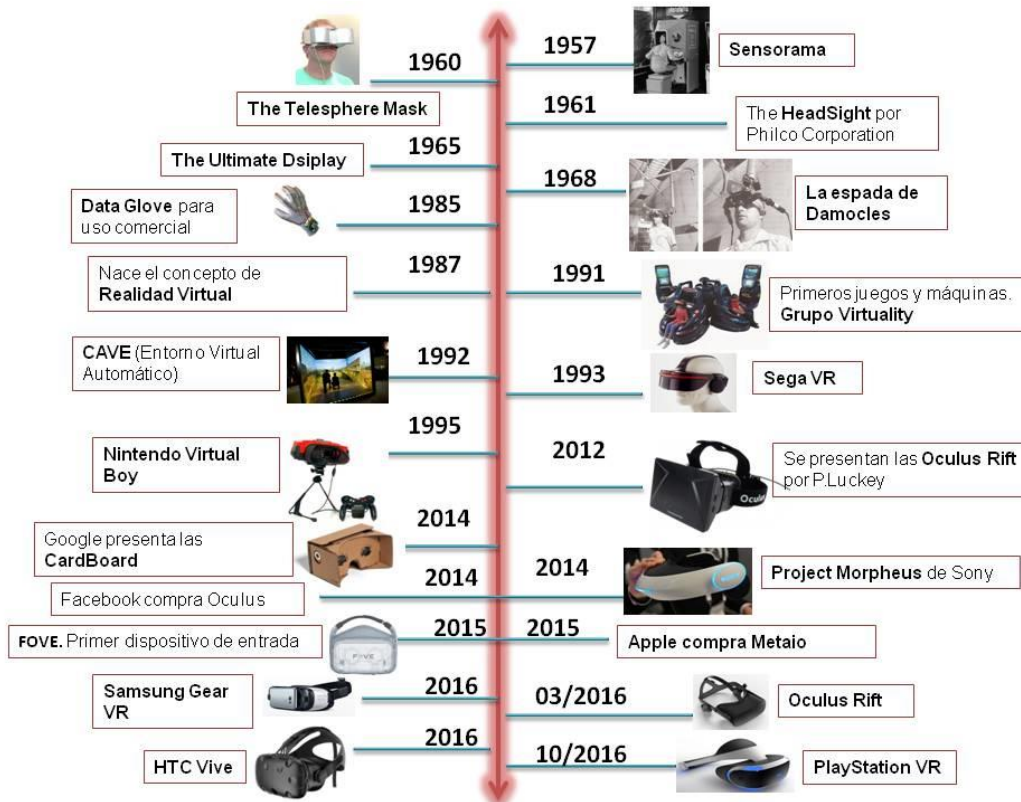 1957
Sensorama
1960
The Telesphere Mask
1961
The HeadSight por
Philco Corporation
1965
The Ultimate Dsiplay
1968
La espada de
Damocles
1985
Data Glove para
uso comercial
1987
Nace el concepto de
Realidad Virtual
1991
Primeros juegos y máquinas.
Grupo Virtuality
1992
CAVE (Entorno Virtual
Automático)
1993
Sega VR
1995
Nintendo Virtual
Boy
2012
Se presentan las Oculus Rift
por P.Luckey
Oculus
2014
Google presenta las
CardBoard
2014
Facebook compra Oculus
2014
Project Morpheus de Sony
2015
FOVE. Primer dispositivo de entrada
FOVE
2015
Apple compra Metaio
2016
Samsung Gear
VR
03/2016
Oculus Rift
2016
HTC Vive
10/2016
PlayStation VR